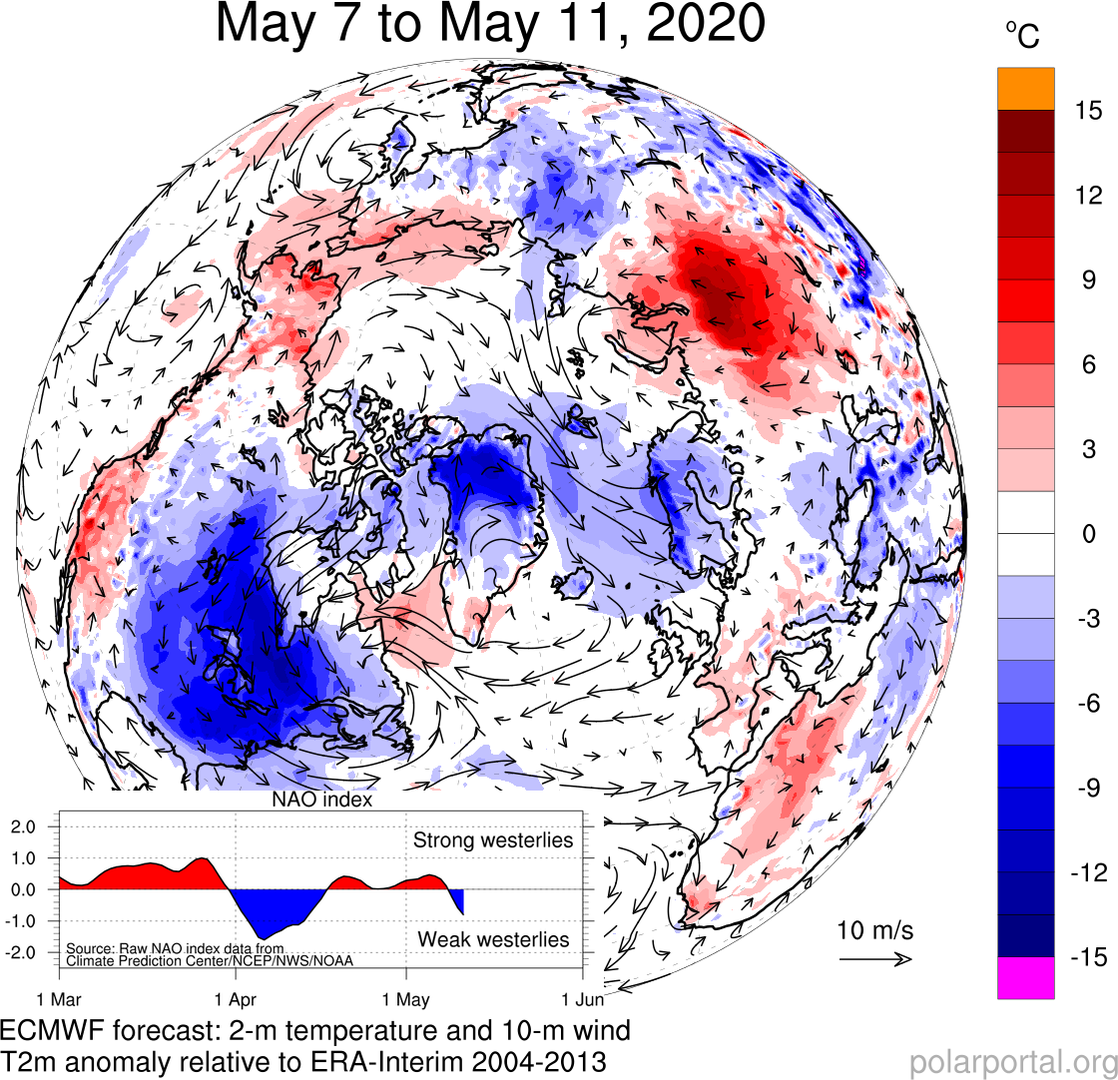 May 7 to May 11, 2020
oC
15
12
9
6
3
0
-3
-6
-9
-12
-15
10 m/s
NAO index
2.0
1.0
0.0
-1.0
-2.0
Strong westerlies
Weak westerlies
Source: Raw NAO index data from
Climate Prediction Center/NCEP/NWS/NOAA
1 Mar 1 Apr 1 May 1 Jun
ECMWF forecast: 2-m temperature and 10-m wind
T2m anomaly relative to ERA-Interim 2004-2013
polarportal.org